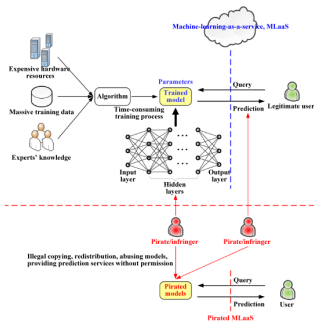 Machine-learning-as-a-service, MLaaS
Expensive hardware
resources
Parameters
Query
Algorithm
Trained
model
Massive training data
Prediction
Legitimate user
Time-consuming
training process
Experts' knowledge
Input
layer
Output
layer
Hidden
layers
Pirate/infringer
Pirate/infringer
Illegal copying, redistribution, abusing models,
providing prediction services without permission
Query
Pirated
models
User
Prediction
Pirated MLaaS